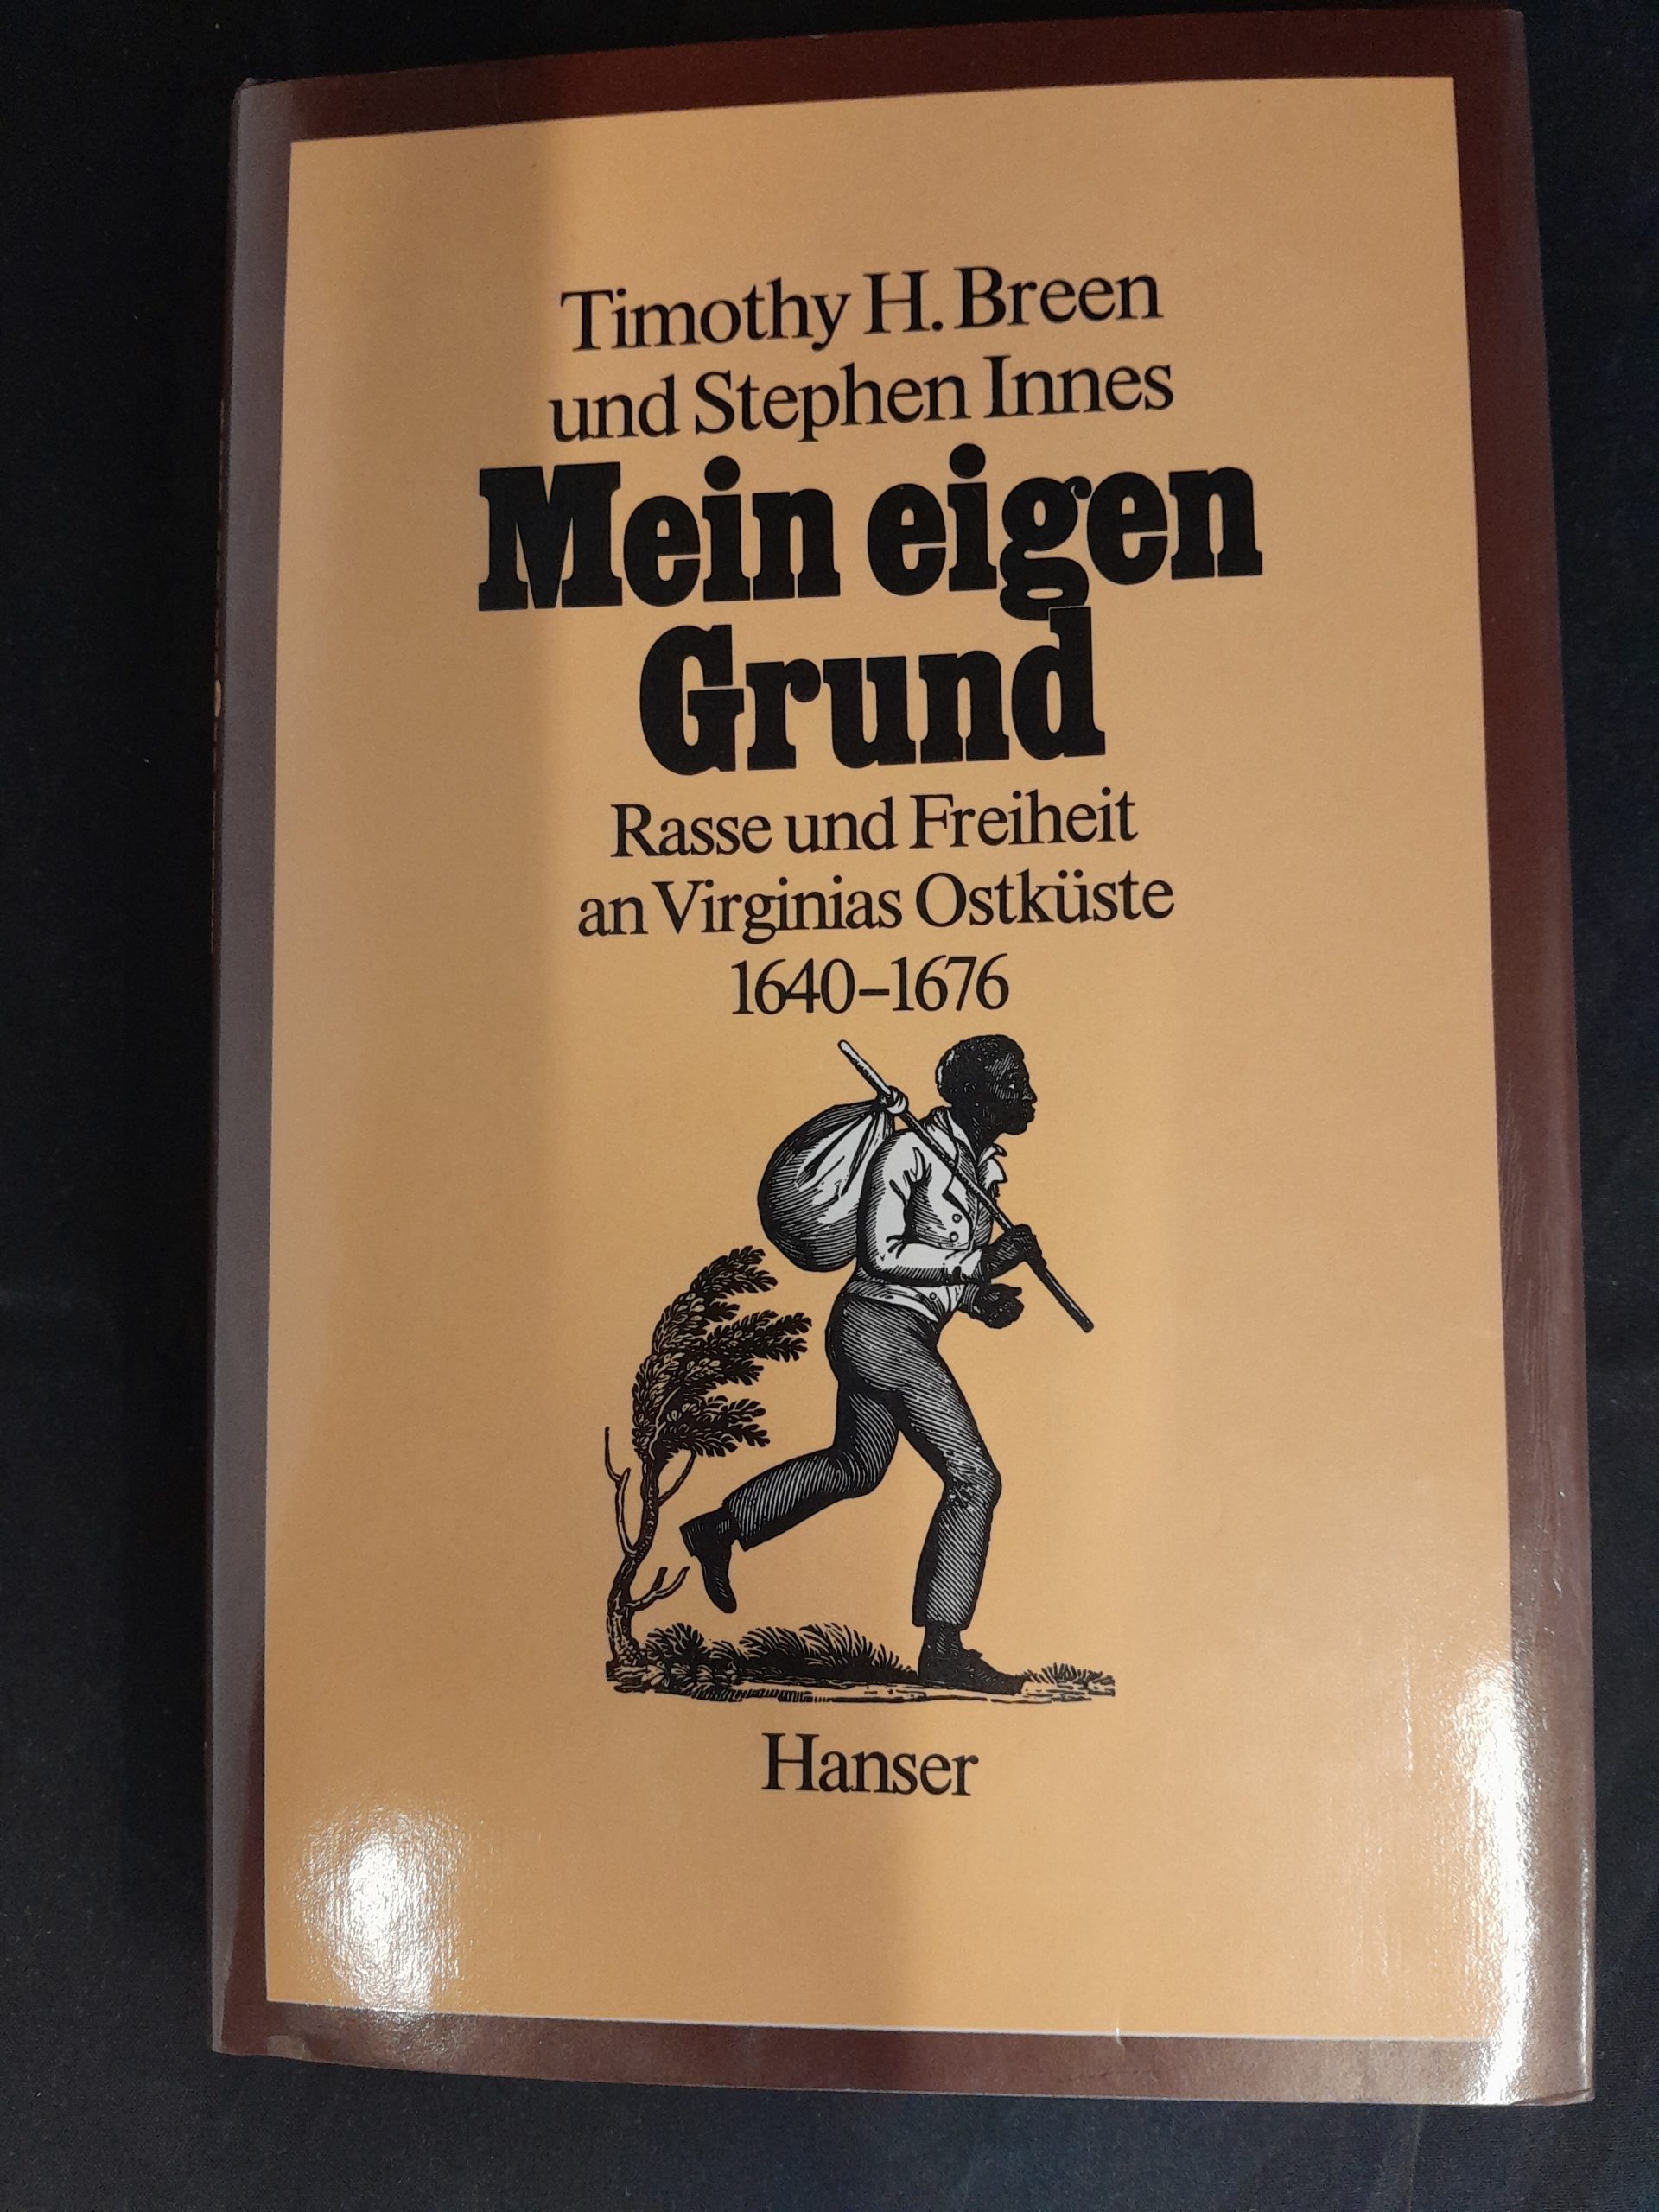 Timothy H. Breen
und Stephen Innes
Mein eigen
Grund
Rasse und Freiheit
an Virginias Ostküste
1640–1676
Hanser